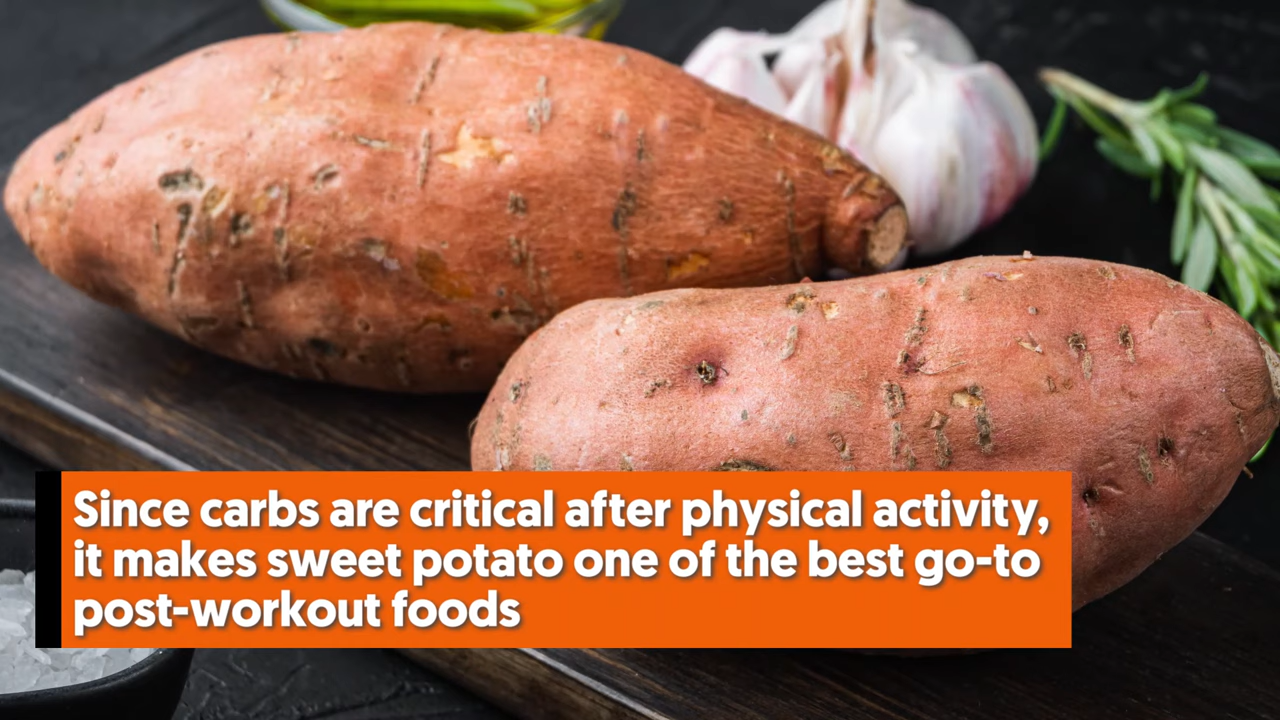 Since carbs are critical after physical activity,
it makes sweet potato one of the best go-to
post-workout foods